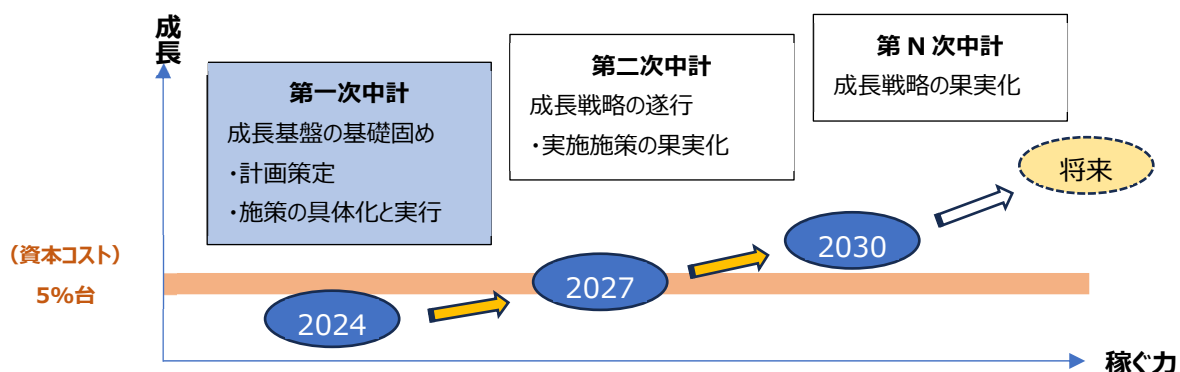 成長
第一次中計
成長基盤の基礎固め
・計画策定
・施策の具体化と実行
第二次中計
成長戦略の遂行
・実施施策の果実化
第 N 次中計
成長戦略の果実化
将来
2030
2027
2024
（資本コスト）
5%台
稼ぐ力